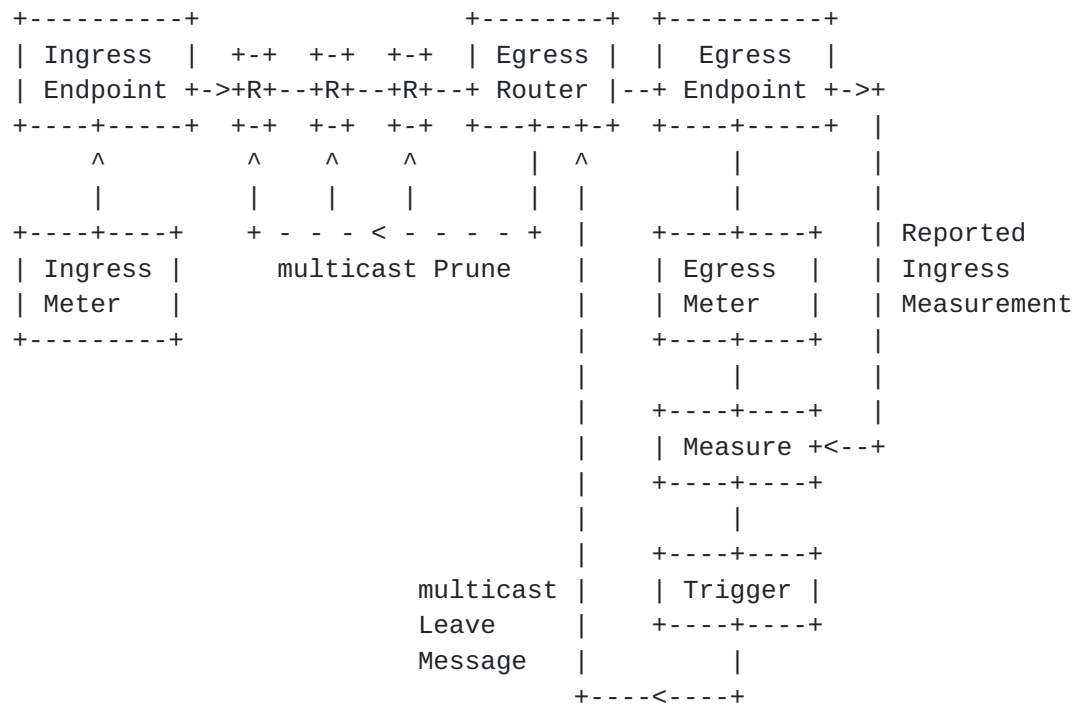 +----------+                 +--------+  +----------+
| Ingress  |  +-+  +-+  +-+  | Egress |  |  Egress  |
| Endpoint +->+R+--+R+--+R+--+ Router |--+ Endpoint +->+
+----+-----+  +-+  +-+  +-+  +---+--+-+  +----+-----+  |
     ^          ^    ^    ^       |  ^         |        |
     |          |    |    |       |  |         |        |
+----+----+    + - - - < - - - - +  |    +----+----+   | Reported
| Ingress |      multicast Prune    |    | Egress  |   | Ingress
| Meter   |                         |    | Meter   |   | Measurement
+---------+                         |    +----+----+   |
                                    |         |        |
                                    |    +----+----+   |
                                    |    | Measure +<--+
                                    |    +----+----+
                                    |         |
                                    |    +----+----+
                          multicast |    | Trigger |
                          Leave     |    +----+----+
                          Message   |         |
                                    +----<----+